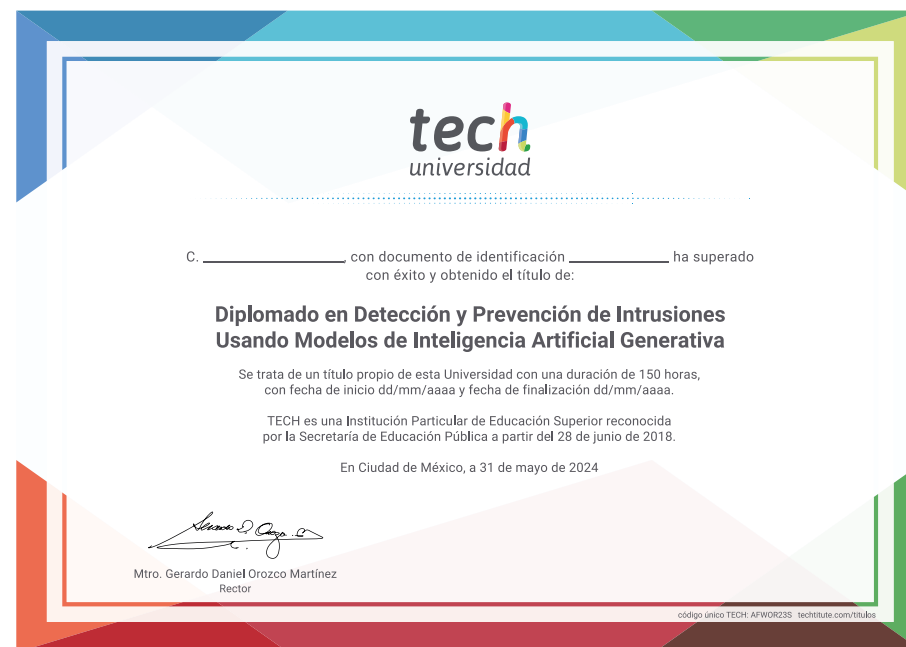 tech
universidad
C. ____________, con documento de identificación ____________ ha superado
con éxito y obtenido el título de:
Diplomado en Detección y Prevención de Intrusiones
Usando Modelos de Inteligencia Artificial Generativa
Se trata de un título propio de esta Universidad con una duración de 150 horas,
con fecha de inicio dd/mm/aaaa y fecha de finalización dd/mm/aaaa.
TECH es una Institución Particular de Educación Superior reconocida
por la Secretaría de Educación Pública a partir del 28 de junio de 2018.
En Ciudad de México, a 31 de mayo de 2024
Mtro. Gerardo Daniel Orozco Martínez
Rector
código único TECH: AFWOR23S techtitute.com/titulos